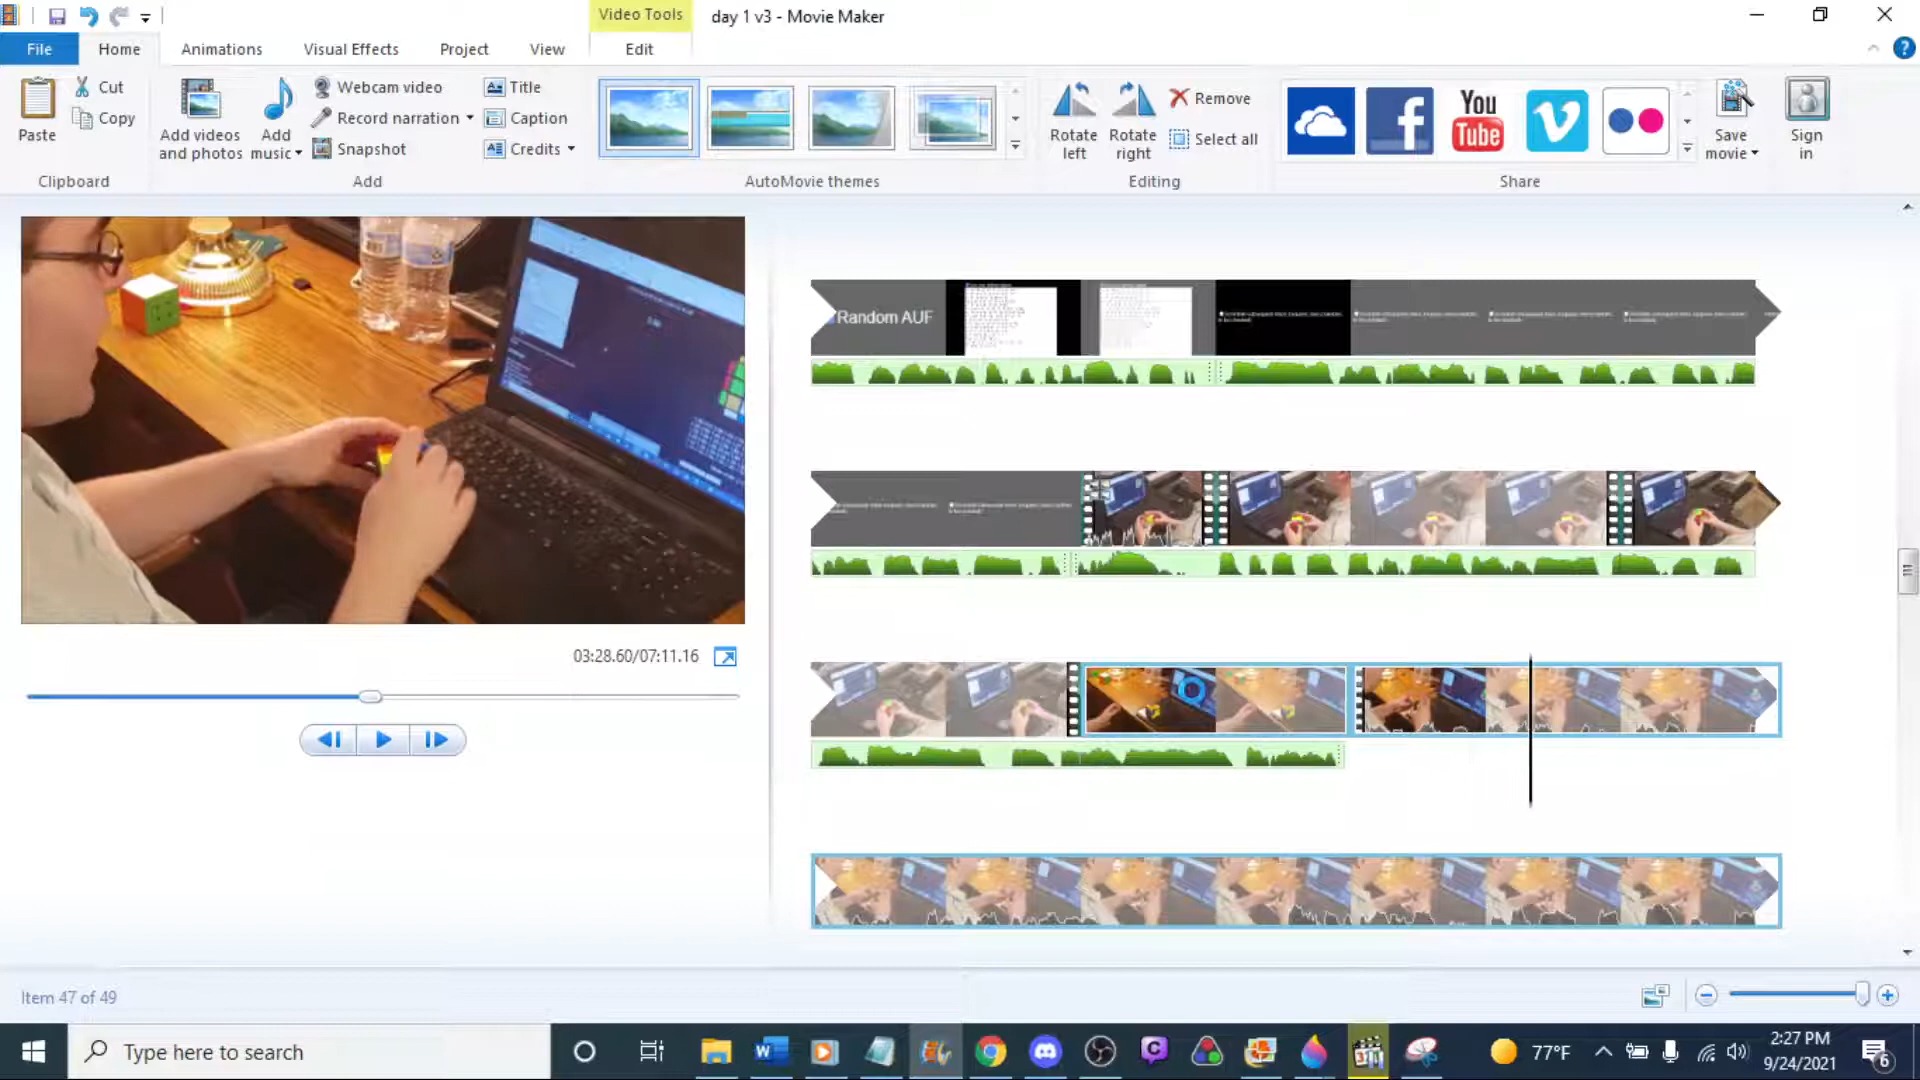 Video Tools
day 1 v3 - Movie Maker
File
Home
Animations
Visual Effects
Project
View
Edit
Paste
Cut
Copy
Clipboard
Add videos
and photos
Add
music
Webcam video
Record narration
Snapshot
Title
Caption
Credits
Add
AutoMovie themes
Rotate
left
Rotate
right
Remove
Select all
Editing
You
Tube
Share
Save
movie
Sign
in
Random AUF
03:28.60/07:11.16
Item 47 of 49
Type here to search
77°F
2:27 PM
9/24/2021
6